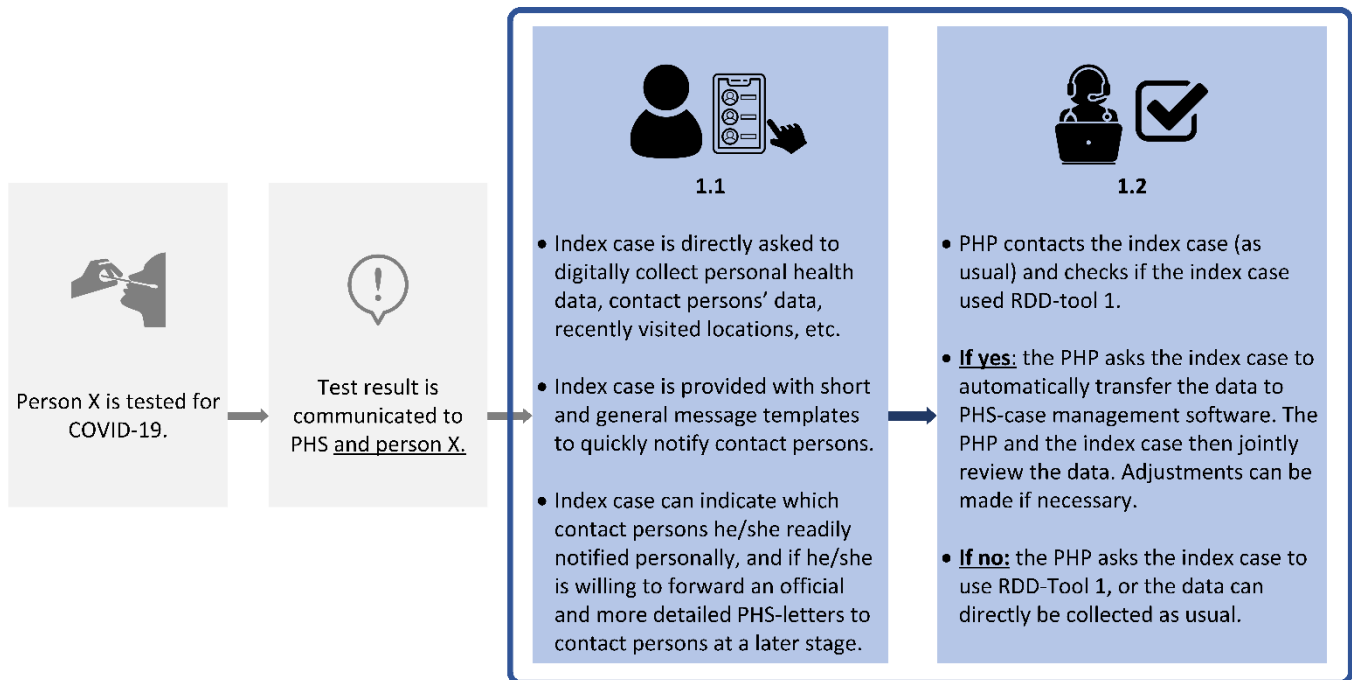 Person X is tested for
COVID-19.
Test result is
communicated to
PHS and person X.
1.1
• Index case is directly asked to
digitally collect personal health
data, contact persons’ data,
recently visited locations, etc.
• Index case is provided with short
and general message templates
to quickly notify contact persons.
• Index case can indicate which
contact persons he/she readily
notified personally, and if he/she
is willing to forward an official
and more detailed PHS-letters to
contact persons at a later stage.
1.2
• PHP contacts the index case (as
usual) and checks if the index case
used RDD-tool 1.
• If yes: the PHP asks the index case to
automatically transfer the data to
PHS-case management software. The
PHP and the index case then jointly
review the data. Adjustments can be
made if necessary.
• If no: the PHP asks the index case to
use RDD-Tool 1, or the data can
directly be collected as usual.